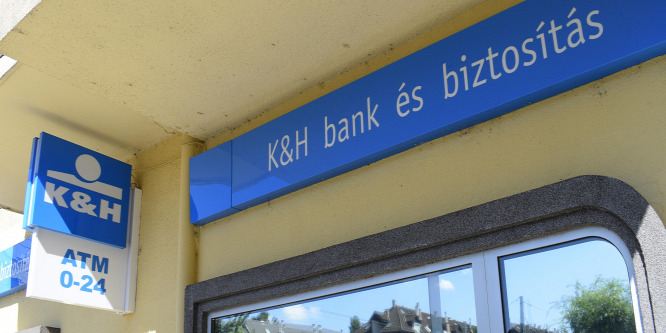 K&H bank és biztosítás
K&H
ATM
0-24